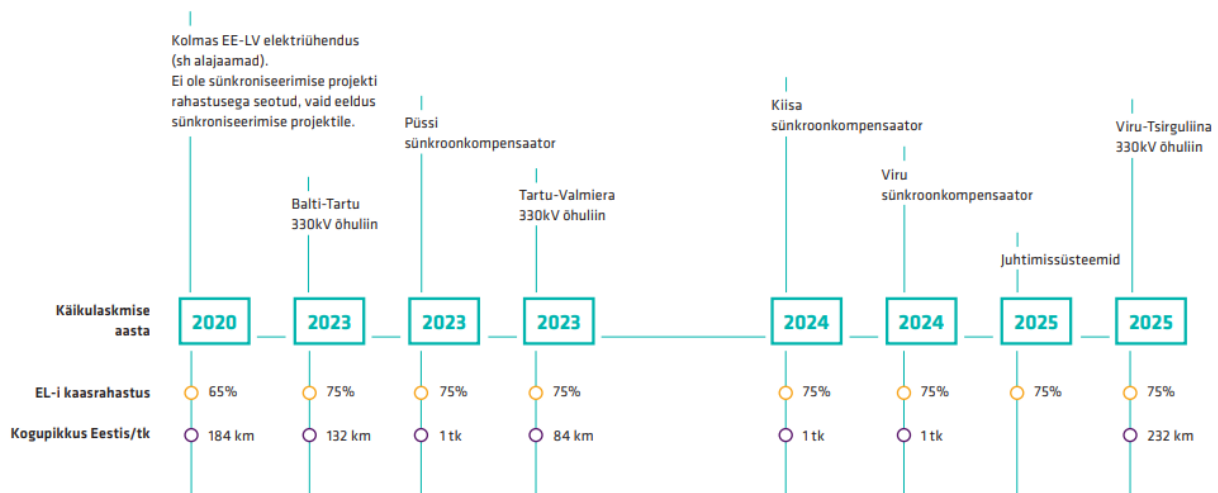 Kolmas EE-LV elektriühendus
(sh alajaamad).
Ei ole sünkroniseerimise projekti
rahastusega seotud, vaid eeldus
sünkroniseerimise projektile.
Balti-Tartu
330kV õhuliin
Püssi
sünkroonkompensaator
Tartu-Valmiera
330kV õhuliin
Kiisa
sünkroonkompensaator
Viru
sünkroonkompensaator
Juhtimissüsteemid
Viru-Tsirguliina
330kV õhuliin
Käikulaskmise
aasta
2020
2023
2023
2023
2024
2024
2025
2025
EL-i kaasrahastus
65%
75%
75%
75%
75%
75%
75%
75%
Kogupikkus Eestis/tk
184 km
132 km
1 tk
84 km
1 tk
1 tk
232 km